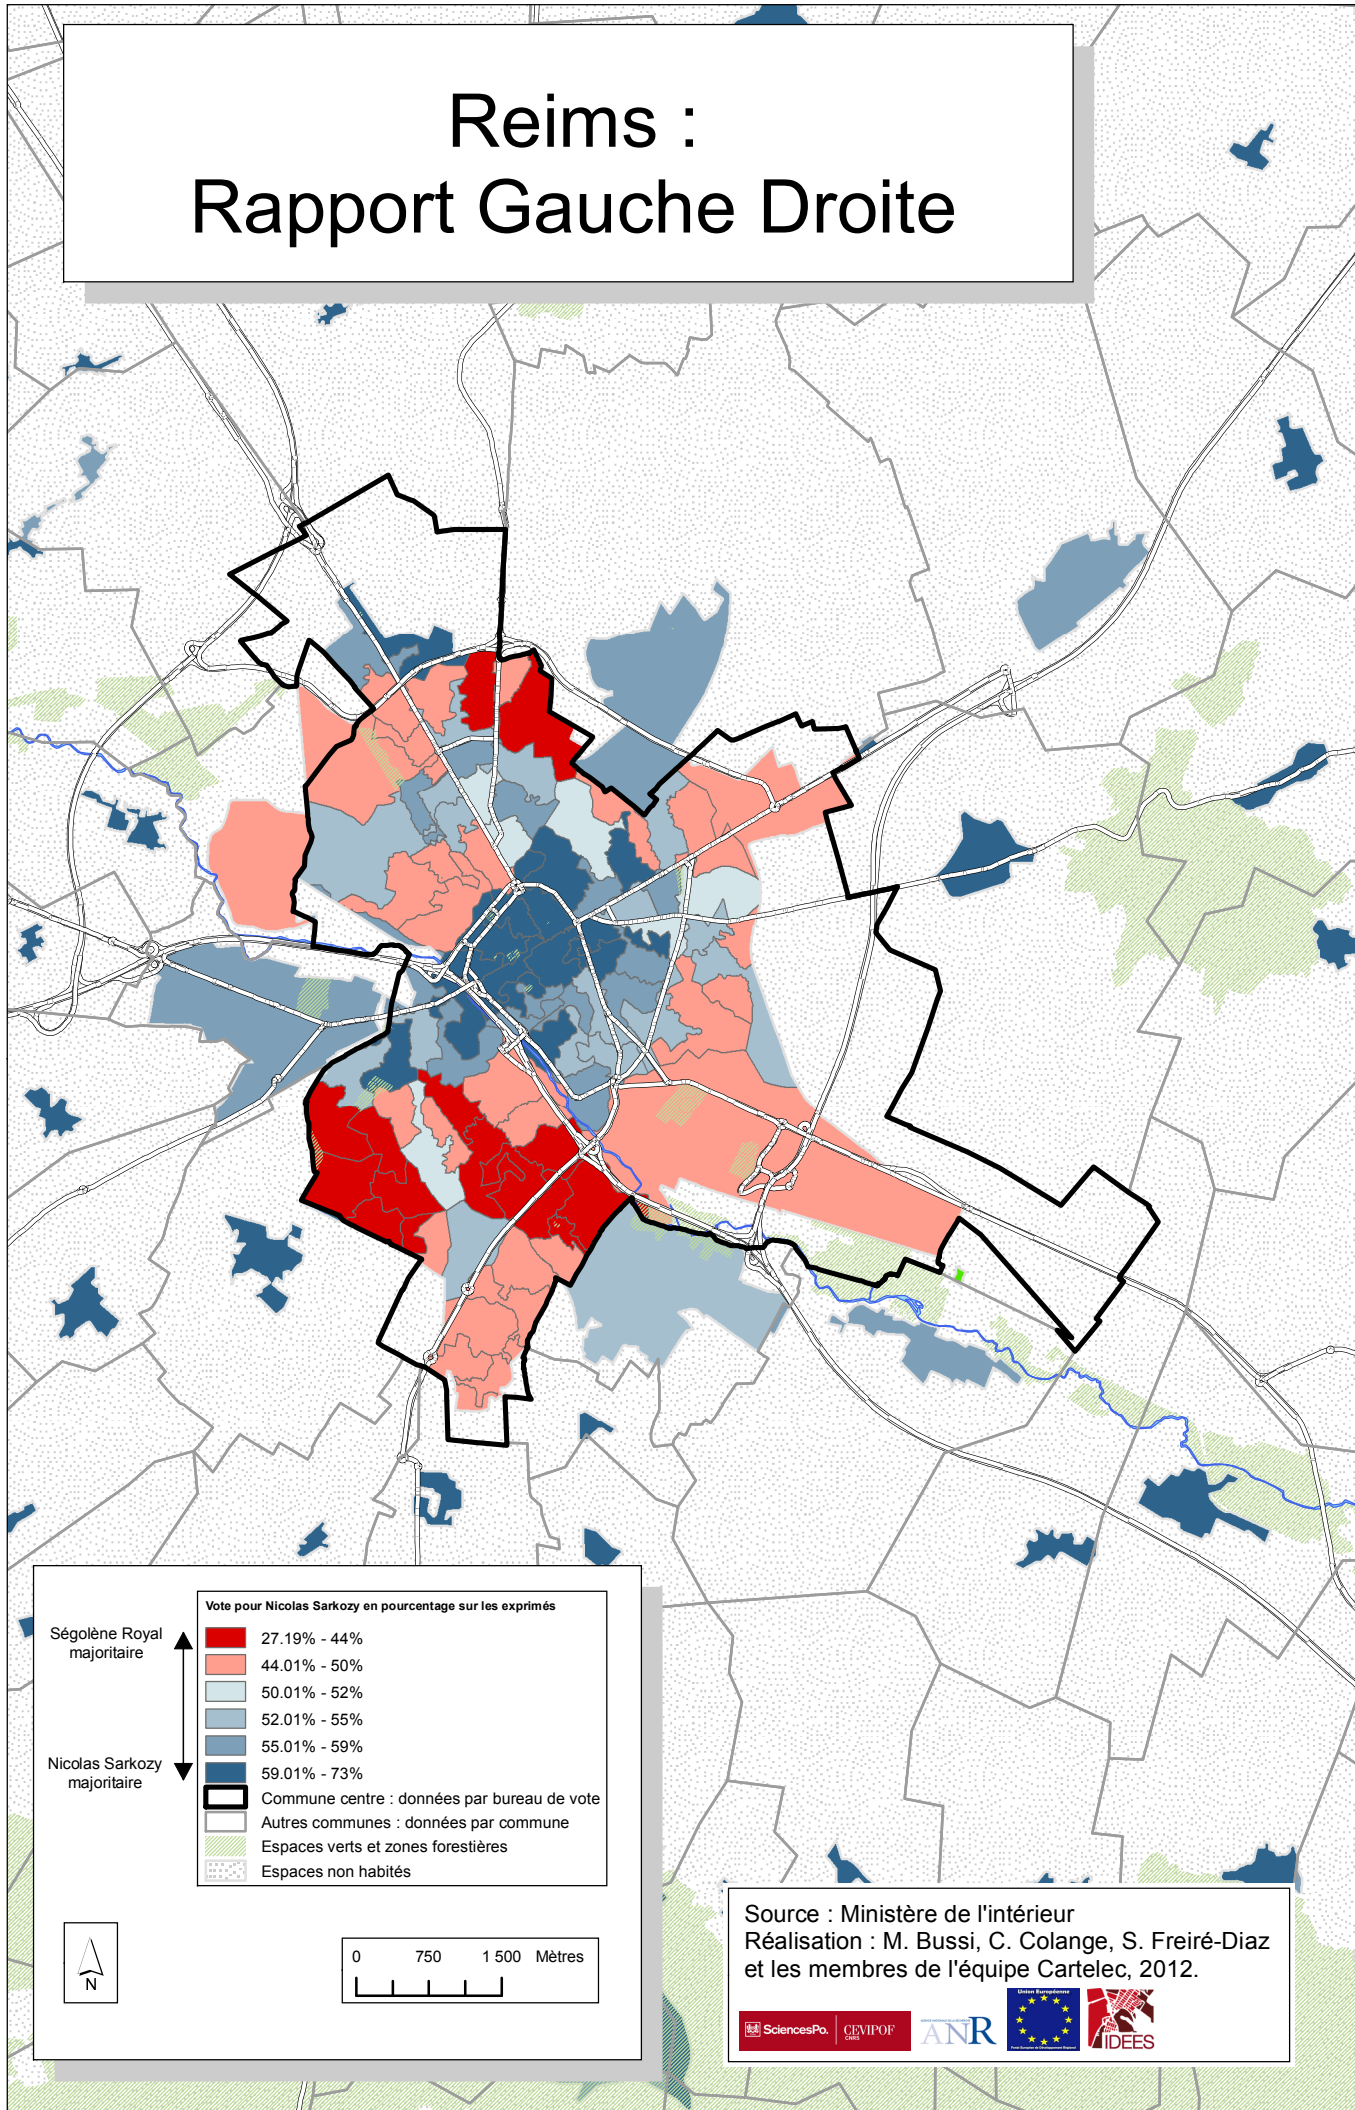 Reims :
Rapport Gauche Droite
Vote pour Nicolas Sarkozy en pourcentage sur les exprimés
Ségolène Royal
majoritaire
Nicolas Sarkozy
majoritaire
27.19% - 44%
44.01% - 50%
50.01% - 52%
52.01% - 55%
55.01% - 59%
59.01% - 73%
Commune centre : données par bureau de vote
Autres communes : données par commune
Espaces verts et zones forestières
Espaces non habités
N
0 750 1 500 Mètres
Source : Ministère de l'intérieur
Réalisation : M. Bussi, C. Colange, S. Freiré-Diaz
et les membres de l'équipe Cartelec, 2012.
SciencesPo.
CEVIPOF
CNRS
ANR
Union Européenne
IDEES